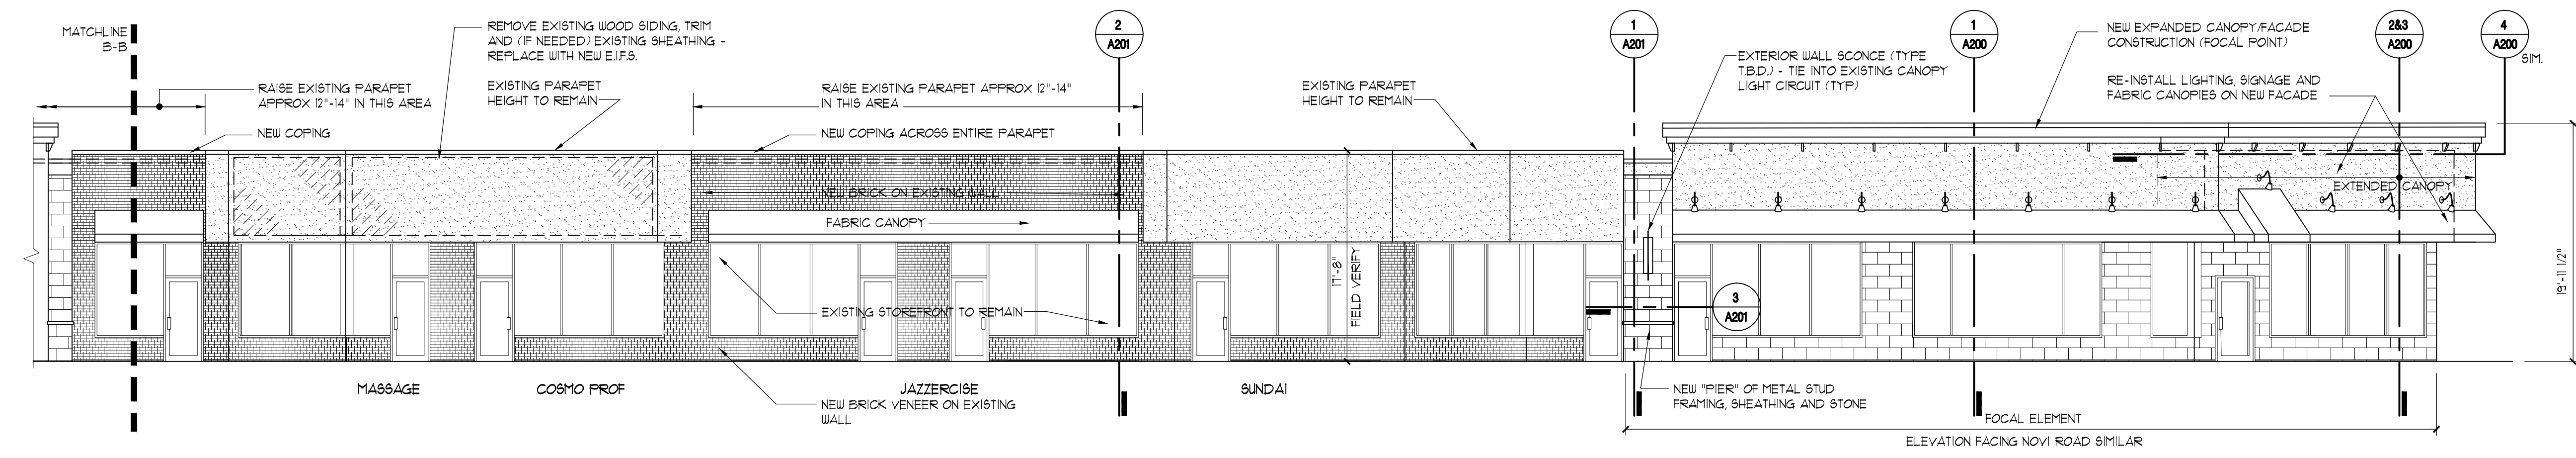 MATCHLINE
B-B
REMOVE EXISTING WOOD SIDING, TRIM
AND (IF NEEDED) EXISTING SHEATHING -
REPLACE WITH NEW E.I.F.S.
RAISE EXISTING PARAPET
APPROX 12"-14" IN THIS AREA
NEW COPING
EXISTING PARAPET
HEIGHT TO REMAIN
RAISE EXISTING PARAPET APPROX 12"-14"
IN THIS AREA
NEW COPING ACROSS ENTIRE PARAPET
2
A201
EXISTING PARAPET
HEIGHT TO REMAIN
1
A201
EXTERIOR WALL SCONCE (TYPE
T.B.D.) - TIE INTO EXISTING CANOPY
LIGHT CIRCUIT (TYP)
1
A200
NEW EXPANDED CANOPY/FACADE
CONSTRUCTION (FOCAL POINT)
RE-INSTALL LIGHTING, SIGNAGE AND
FABRIC CANOPIES ON NEW FACADE
2&3
A200
4
A200
SIM.
NEW BRICK ON EXISTING WALL
FABRIC CANOPY
EXTENDED CANOPY
17'-8"
FIELD VERIFY
19'-11 1/2"
EXISTING STOREFRONT TO REMAIN
3
A201
MASSAGE
COSMO PROF
JAZZERCISE
SUNDAI
NEW BRICK VENEER ON EXISTING
WALL
NEW "PIER" OF METAL STUD
FRAMING, SHEATHING AND STONE
FOCAL ELEMENT
ELEVATION FACING NOVI ROAD SIMILAR